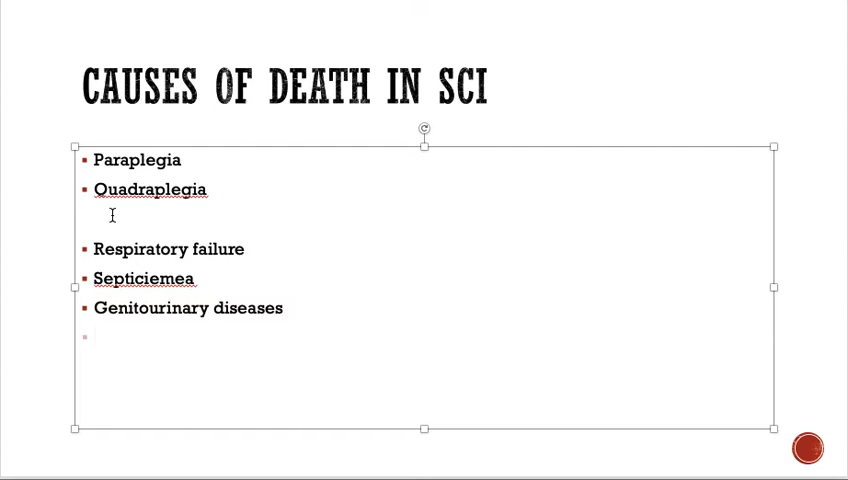 CAUSES OF DEATH IN SCI
Paraplegia
Quadraplegia
Respiratory failure
Septiciemea
Genitourinary diseases